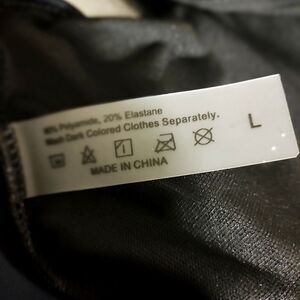 80% Polyamide, 20% Elastane
Wash Dark Colored Clothes Separately.
L
MADE IN CHINA